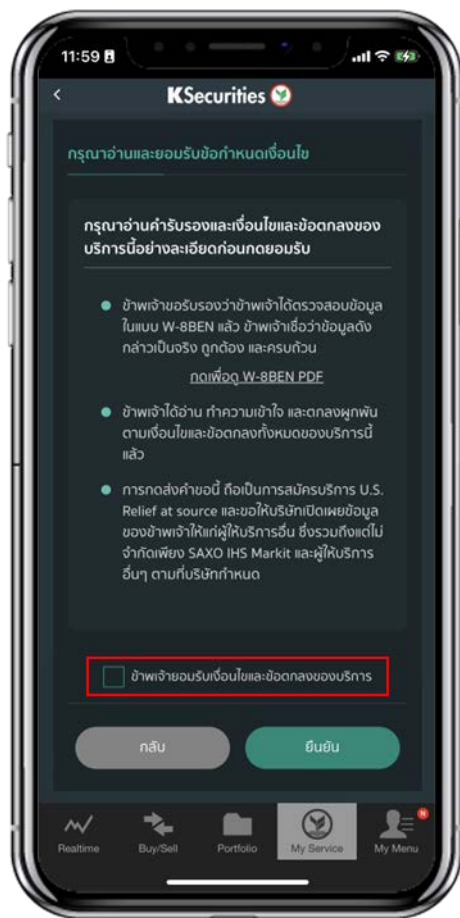 11:59
KSecurities
กรุณาอ่านและยอมรับข้อกำหนดเงื่อนไข
กรุณาอ่านคำรับรองและเงื่อนไขและข้อตกลงของ
บริการนี้อย่างละเอียดก่อนกดยอมรับ
ข้าพเจ้าขอรับรองว่าข้าพเจ้าได้ตรวจสอบข้อมูล
ในแบบ W-8BEN แล้ว ข้าพเจ้าเชื่อว่าข้อมูลดัง
กล่าวเป็นจริง ถูกต้อง และครบถ้วน
กดเพื่อดู W-8BEN PDF
ข้าพเจ้าได้อ่าน ทำความเข้าใจ และตกลงผูกพัน
ตามเงื่อนไขและข้อตกลงทั้งหมดของบริการนี้
แล้ว
การกดส่งคำขอนี้ ถือเป็นการสมัครบริการ U.S.
Relief at source และขอให้บริษัทเปิดเผยข้อมูล
ของข้าพเจ้าให้แก่ผู้ให้บริการอื่น ซึ่งรวมถึงแต่ไม่
จำกัดเพียง SAXO IHS Markit และผู้ให้บริการ
อื่นๆ ตามที่บริษัทกำหนด
ข้าพเจ้ายอมรับเงื่อนไขและข้อตกลงของบริการ
กลับ ยืนยัน
Realtime Buy/Sell Portfolio My Service My Menu N